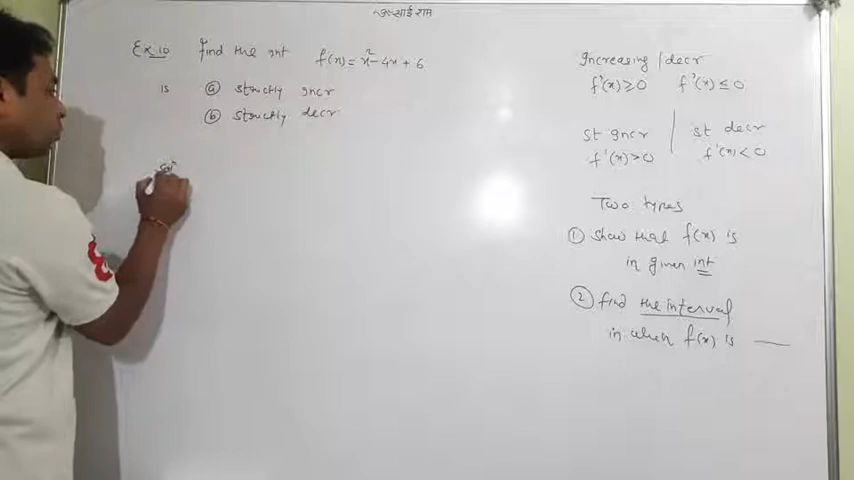 ॐ साई राम
Ex 10 find the int f(x) = x² - 4x + 6
is ⓐ strictly incr
ⓑ strictly decr
Solⁿ
Increasing / decr
f'(x) ≥ 0 f'(x) ≤ 0
st incr st decr
f'(x) > 0 f'(x) < 0
Two types
① show that f(x) is
in given int
② find the interval
in which f(x) is ___